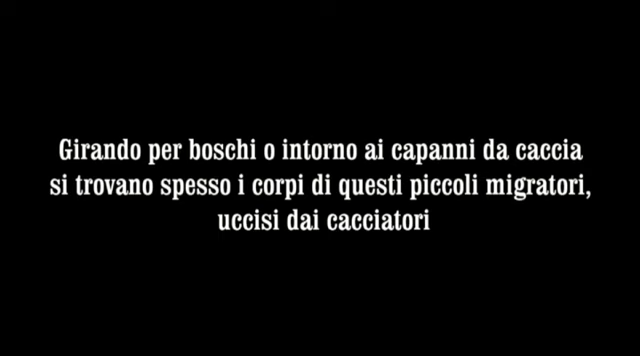 Girando per boschi o intorno ai capanni da caccia
si trovano spesso i corpi di questi piccoli migratori,
uccisi dai cacciatori